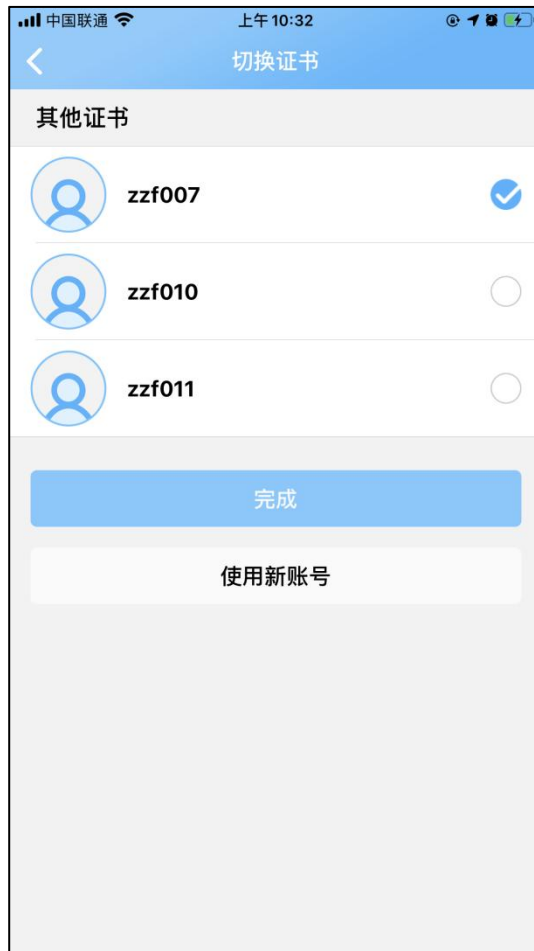 中国联通 上午10:32
切换证书
其他证书
zzf007
zzf010
zzf011
完成
使用新账号